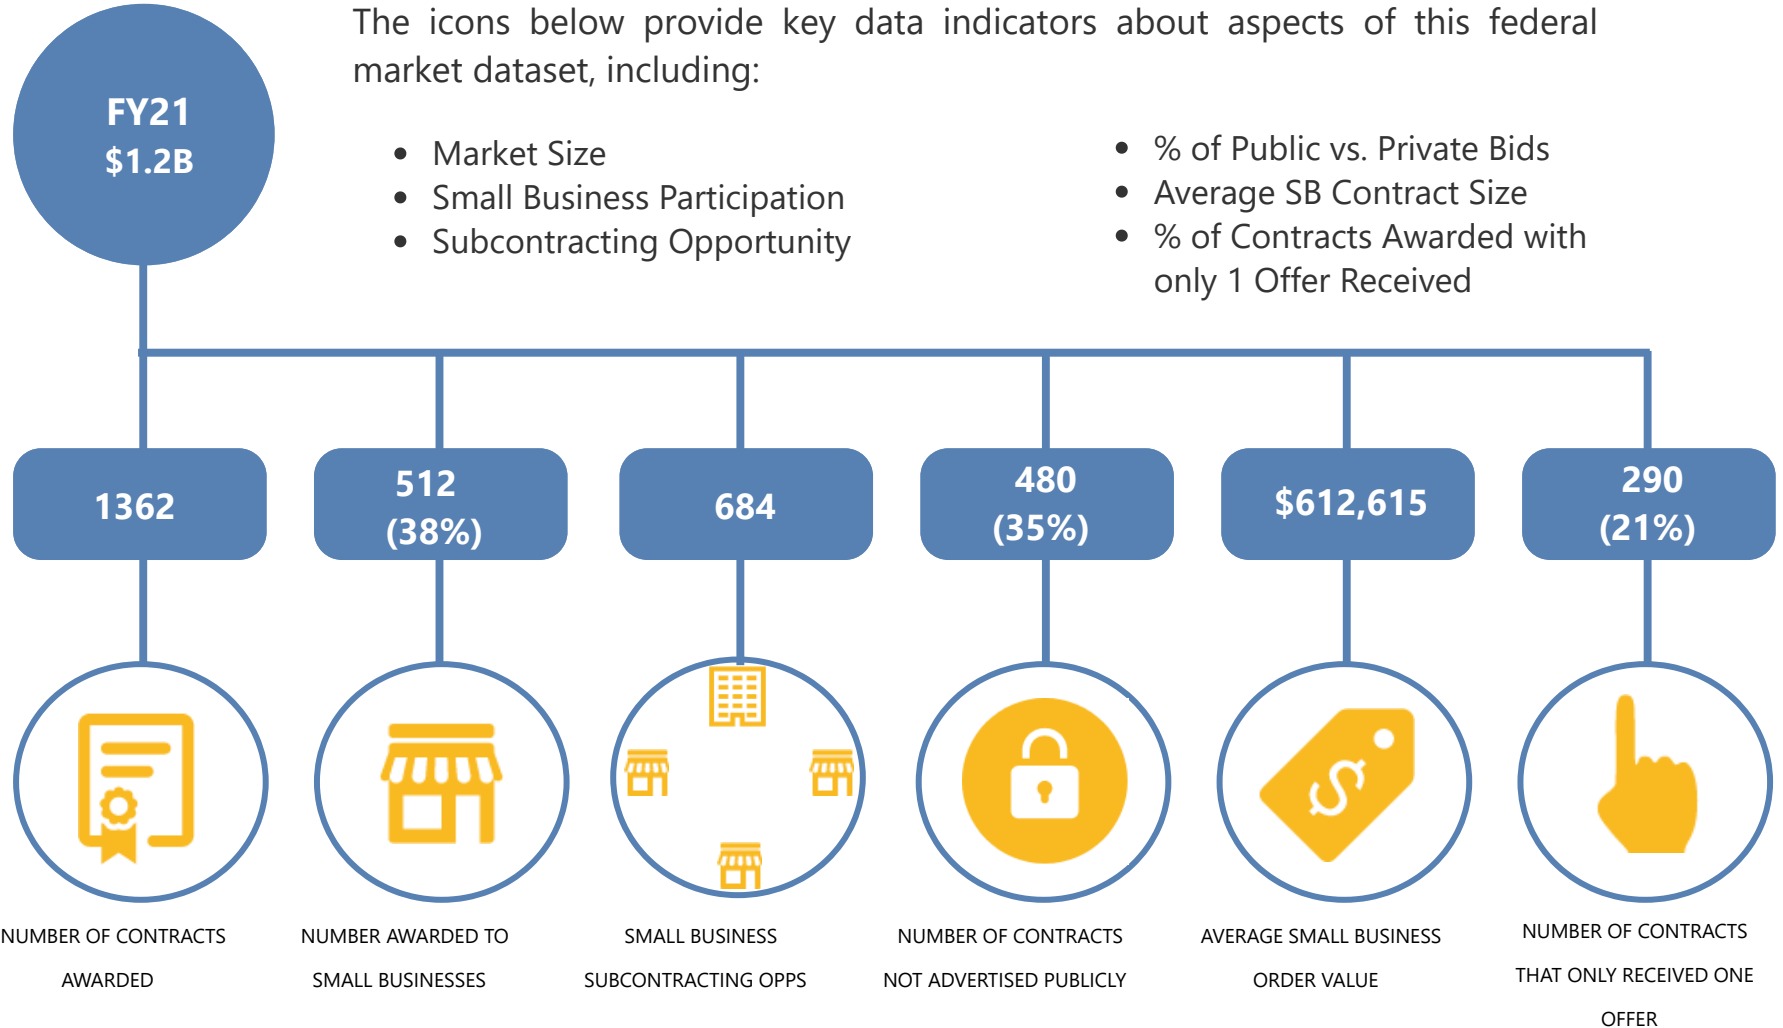 FY21
$1.2B
The icons below provide key data indicators about aspects of this federal
market dataset, including:
• Market Size
• Small Business Participation
• Subcontracting Opportunity
• % of Public vs. Private Bids
• Average SB Contract Size
• % of Contracts Awarded with
only 1 Offer Received
1362
512
(38%)
684
480
(35%)
$612,615
290
(21%)
$
NUMBER OF CONTRACTS
AWARDED
NUMBER AWARDED TO
SMALL BUSINESSES
SMALL BUSINESS
SUBCONTRACTING OPPS
NUMBER OF CONTRACTS
NOT ADVERTISED PUBLICLY
AVERAGE SMALL BUSINESS
ORDER VALUE
NUMBER OF CONTRACTS
THAT ONLY RECEIVED ONE
OFFER